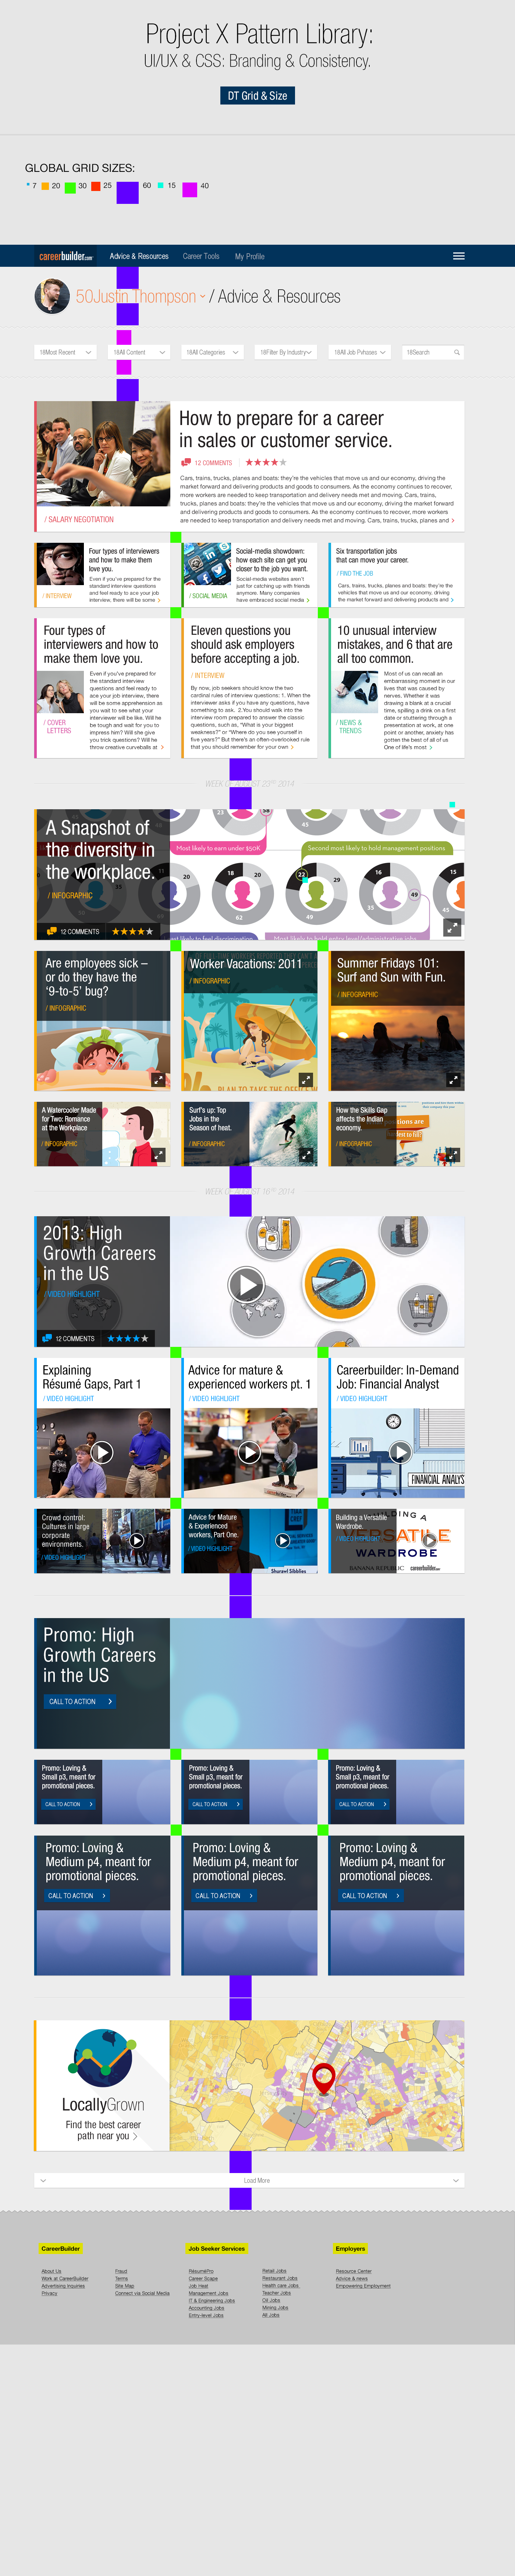 Project X Pattern Library:
UI/UX & CSS: Branding & Consistency.
DT Grid & Size
GLOBAL GRID SIZES:
7 20 30 25 60 15 40
careerbuilder.com
Advice & Resources Career Tools My Profile
50Justin Thompson / Advice & Resources
18Most Recent 18All Content 18All Categories 18Filter By Industry 18All Job Pahases 18Search
How to prepare for a career
in sales or customer service.
12 COMMENTS
Cars, trains, trucks, planes and boats: they're the vehicles that move us and our economy, driving the
market forward and delivering products and goods to consumers. As the economy continues to recover,
more workers are needed to keep transportation and delivery needs met and moving. Cars, trains,
trucks, planes and boats: they're the vehicles that move us and our economy, driving the market forward
and delivering products and goods to consumers. As the economy continues to recover, more workers
are needed to keep transportation and delivery needs met and moving. Cars, trains, trucks, planes and
/ SALARY NEGOTIATION
Four types of interviewers
and how to make them
love you.
Even if you've prepared for the
standard interview questions
and feel ready to ace your job
interview, there will be some
/ INTERVIEW
Social-media showdown:
how each site can get you
closer to the job you want.
Social media websites aren't
just for catching up with friends
anymore. Many companies
have embraced social media
/ SOCIAL MEDIA
Six transportation jobs
that can move your career.
/ FIND THE JOB
Cars, trains, trucks, planes and boats: they're the
vehicles that move us and our economy, driving
the market forward and delivering products and
Four types of
interviewers and how to
make them love you.
Even if you've prepared for
the standard interview
questions and feel ready to
ace your job interview, there
will be some apprehension as
you wait to see what your
interviewer will be like. Will he
be tough and want for you to
impress him? Will she give
you trick questions? Will he
throw creative curveballs at
/ COVER
LETTERS
Eleven questions you
should ask employers
before accepting a job.
/ INTERVIEW
By now, job seekers should know the two
cardinal rules of interview questions: 1. When the
interviewer asks if you have any questions, have
something to ask. 2. You should walk into the
interview room prepared to answer the classic
questions, such as, "What is your biggest
weakness?" or "Where do you see yourself in
five years?" But there's an often-overlooked rule
that you should remember for your own
10 unusual interview
mistakes, and 6 that are
all too common.
Most of us can recall an
embarrassing moment in our
lives that was caused by
nerves. Whether it was
drawing a blank at a crucial
point in a meeting, getting
sick, spilling a drink on a first
date or stuttering through a
presentation at work, at one
point or another, anxiety has
gotten the best of all of us
One of life's most
/ NEWS &
TRENDS
WEEK OF AUGUST 23RD 2014
A Snapshot of
the diversity in
the workplace.
/ INFOGRAPHIC
12 COMMENTS
Most likely to earn under $50K
Second most likely to hold management positions
Most likely to hold entry level/administrative jobs
Are employees sick –
or do they have the
‘9-to-5’ bug?
/ INFOGRAPHIC
Worker Vacations: 2011
/ INFOGRAPHIC
PLAN TO TAKE THE OFFICE W
Summer Fridays 101:
Surf and Sun with Fun.
/ INFOGRAPHIC
A Watercooler Made
for Two: Romance
at the Workplace
/ INFOGRAPHIC
Surf's up: Top
Jobs in the
Season of heat.
/ INFOGRAPHIC
How the Skills Gap
affects the Indian
economy.
/ INFOGRAPHIC
WEEK OF AUGUST 16TH 2014
2013: High
Growth Careers
in the US
/ VIDEO HIGHLIGHT
12 COMMENTS
Explaining
Résumé Gaps, Part 1
/ VIDEO HIGHLIGHT
Advice for mature &
experienced workers pt. 1
/ VIDEO HIGHLIGHT
Careerbuilder: In-Demand
Job: Financial Analyst
/ VIDEO HIGHLIGHT
FINANCIAL ANALYS
Crowd control:
Cultures in large
corporate
environments.
/ VIDEO HIGHLIGHT
Advice for Mature
& Experienced
workers, Part One.
/ VIDEO HIGHLIGHT
Building a Versatile
Wardrobe.
/ VIDEO HIGHLIGHT
WARDROBE
BANANA REPUBLIC careerbuilder.com
Promo: High
Growth Careers
in the US
CALL TO ACTION
Promo: Loving &
Small p3, meant for
promotional pieces.
CALL TO ACTION
Promo: Loving &
Small p3, meant for
promotional pieces.
CALL TO ACTION
Promo: Loving &
Small p3, meant for
promotional pieces.
CALL TO ACTION
Promo: Loving &
Medium p4, meant for
promotional pieces.
CALL TO ACTION
Promo: Loving &
Medium p4, meant for
promotional pieces.
CALL TO ACTION
Promo: Loving &
Medium p4, meant for
promotional pieces.
CALL TO ACTION
LocallyGrown
Find the best career
path near you
Load More
CareerBuilder
About Us
Work at CareerBuilder
Advertising Inquiries
Privacy
Fraud
Terms
Site Map
Connect via Social Media
Job Seeker Services
RésuméPro
Career Scape
Job Heat
Management Jobs
IT & Engineering Jobs
Accounting Jobs
Entry-level Jobs
Retail Jobs
Restaurant Jobs
Health care Jobs
Teacher Jobs
Oil Jobs
Mining Jobs
All Jobs
Employers
Resource Center
Advice & news
Empowering Employment